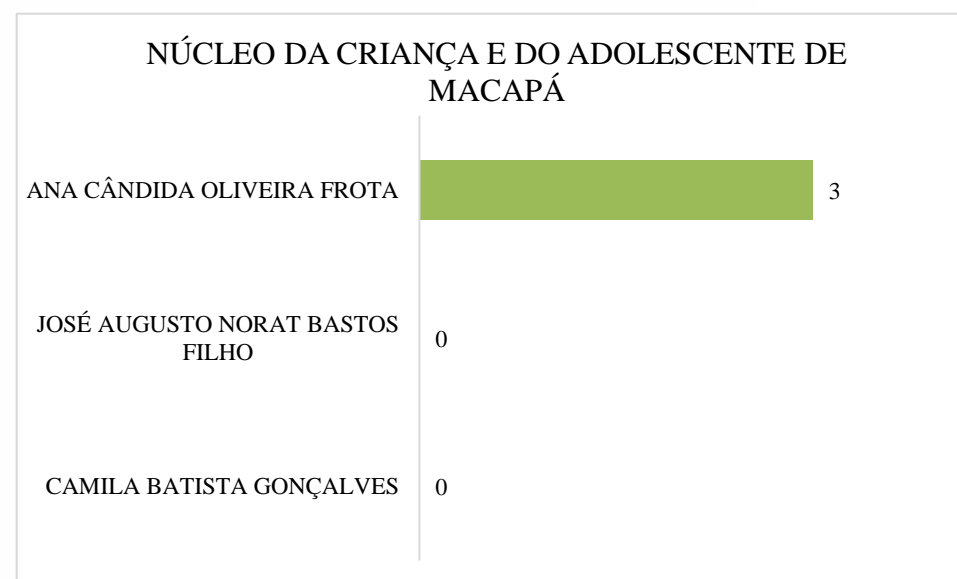 NÚCLEO DA CRIANÇA E DO ADOLESCENTE DE
MACAPÁ
ANA CÂNDIDA OLIVEIRA FROTA
3
JOSÉ AUGUSTO NORAT BASTOS
FILHO
0
CAMILA BATISTA GONÇALVES
0